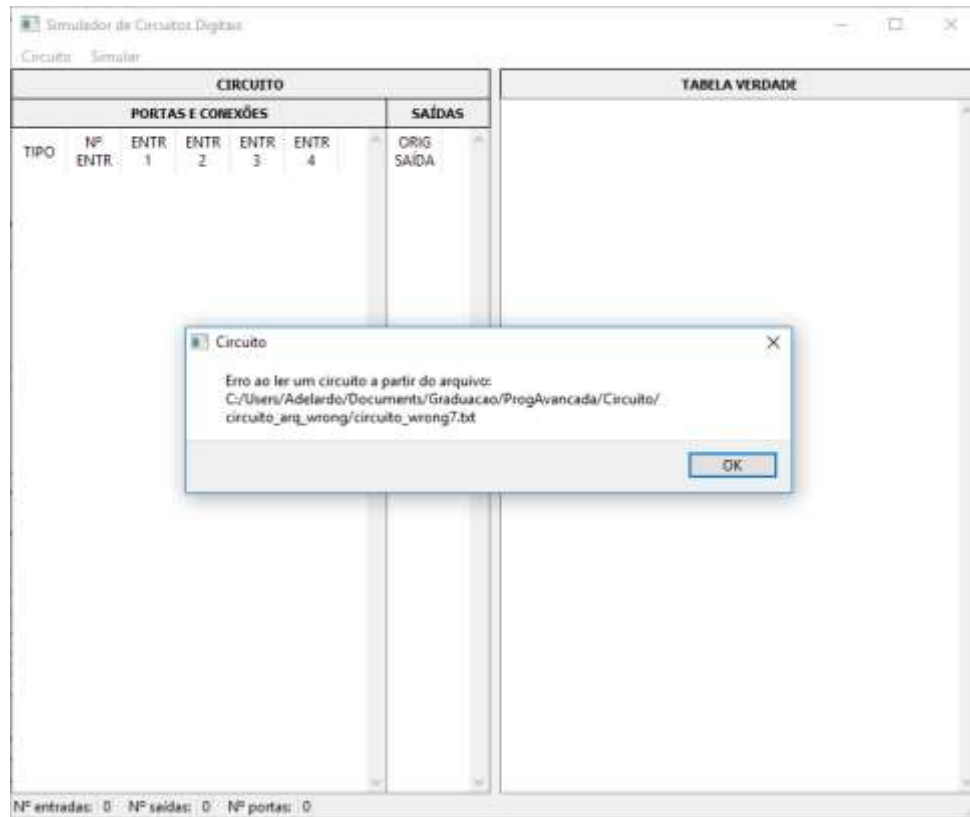 Simulador de Circuitos Digitais
Circuito Simular
CIRCUITO
TABELA VERDADE
PORTAS E CONEXÕES
SAÍDAS
TIPO
Nº
ENTR
ENTR
1
ENTR
2
ENTR
3
ENTR
4
ORIG
SAÍDA
Circuito
Erro ao ler um circuito a partir do arquivo:
C:/Users/Adelardo/Documents/Graduacao/ProgAvancada/Circuito/
circuito_arq_wrong/circuito_wrong7.txt
OK
Nº entradas: 0 Nº saídas: 0 Nº portas: 0